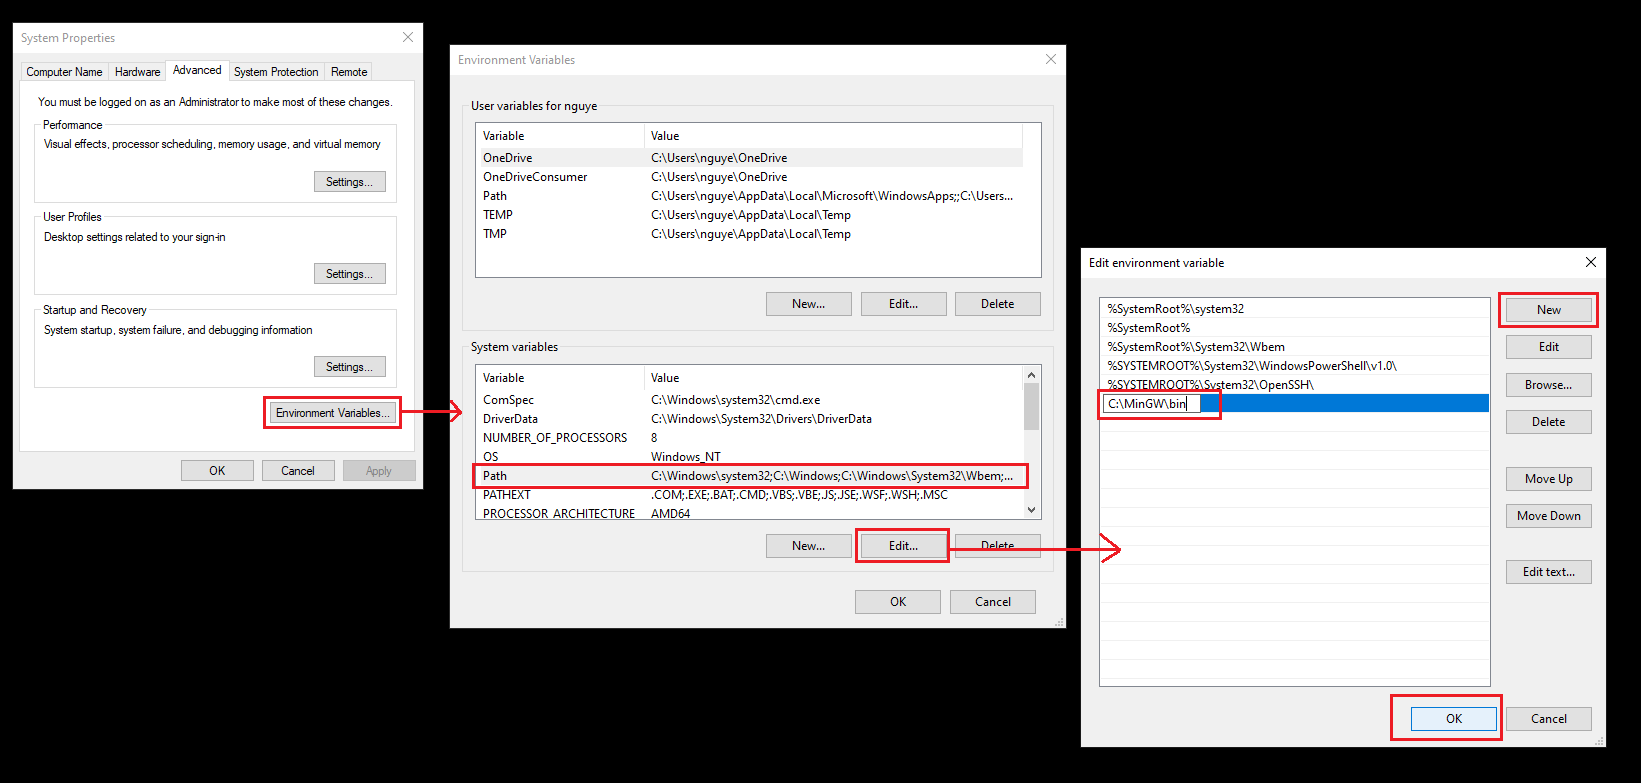 System Properties
Computer Name Hardware Advanced System Protection Remote
You must be logged on as an Administrator to make most of these changes.
Performance
Visual effects, processor scheduling, memory usage, and virtual memory
Settings...
User Profiles
Desktop settings related to your sign-in
Settings...
Startup and Recovery
System startup, system failure, and debugging information
Settings...
Environment Variables...
OK Cancel Apply
Environment Variables
User variables for nguye
Variable Value
OneDrive C:\Users\nguye\OneDrive
OneDriveConsumer C:\Users\nguye\OneDrive
Path C:\Users\nguye\AppData\Local\Microsoft\WindowsApps;;C:\Users...
TEMP C:\Users\nguye\AppData\Local\Temp
TMP C:\Users\nguye\AppData\Local\Temp
New... Edit... Delete
System variables
Variable Value
ComSpec C:\Windows\system32\cmd.exe
DriverData C:\Windows\System32\Drivers\DriverData
NUMBER_OF_PROCESSORS 8
OS Windows_NT
Path C:\Windows\system32;C:\Windows;C:\Windows\System32\Wbem;...
PATHEXT .COM;.EXE;.BAT;.CMD;.VBS;.VBE;.JS;.JSE;.WSF;.WSH;.MSC
PROCESSOR_ARCHITECTURE AMD64
New... Edit... Delete
OK Cancel
Edit environment variable
%SystemRoot%\system32
%SystemRoot%
%SystemRoot%\System32\Wbem
%SYSTEMROOT%\System32\WindowsPowerShell\v1.0\
%SYSTEMROOT%\System32\OpenSSH\
C:\MinGW\bin
New
Edit
Browse...
Delete
Move Up
Move Down
Edit text...
OK Cancel